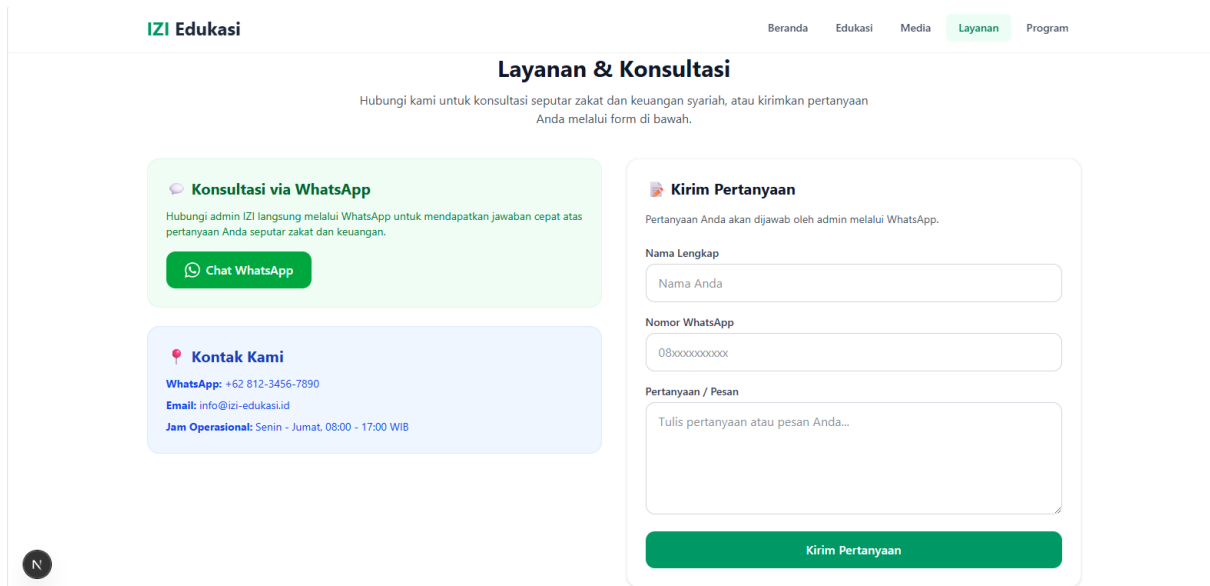 IZI Edukasi
Beranda
Edukasi
Media
Layanan
Program
Layanan & Konsultasi
Hubungi kami untuk konsultasi seputar zakat dan keuangan syariah, atau kirimkan pertanyaan
Anda melalui form di bawah.
Konsultasi via WhatsApp
Hubungi admin IZI langsung melalui WhatsApp untuk mendapatkan jawaban cepat atas
pertanyaan Anda seputar zakat dan keuangan.
Chat WhatsApp
Kontak Kami
WhatsApp: +62 812-3456-7890
Email: info@izi-edukasi.id
Jam Operasional: Senin - Jumat, 08:00 - 17:00 WIB
Kirim Pertanyaan
Pertanyaan Anda akan dijawab oleh admin melalui WhatsApp.
Nama Lengkap
Nama Anda
Nomor WhatsApp
08xxxxxxxxxx
Pertanyaan / Pesan
Tulis pertanyaan atau pesan Anda...
Kirim Pertanyaan
N